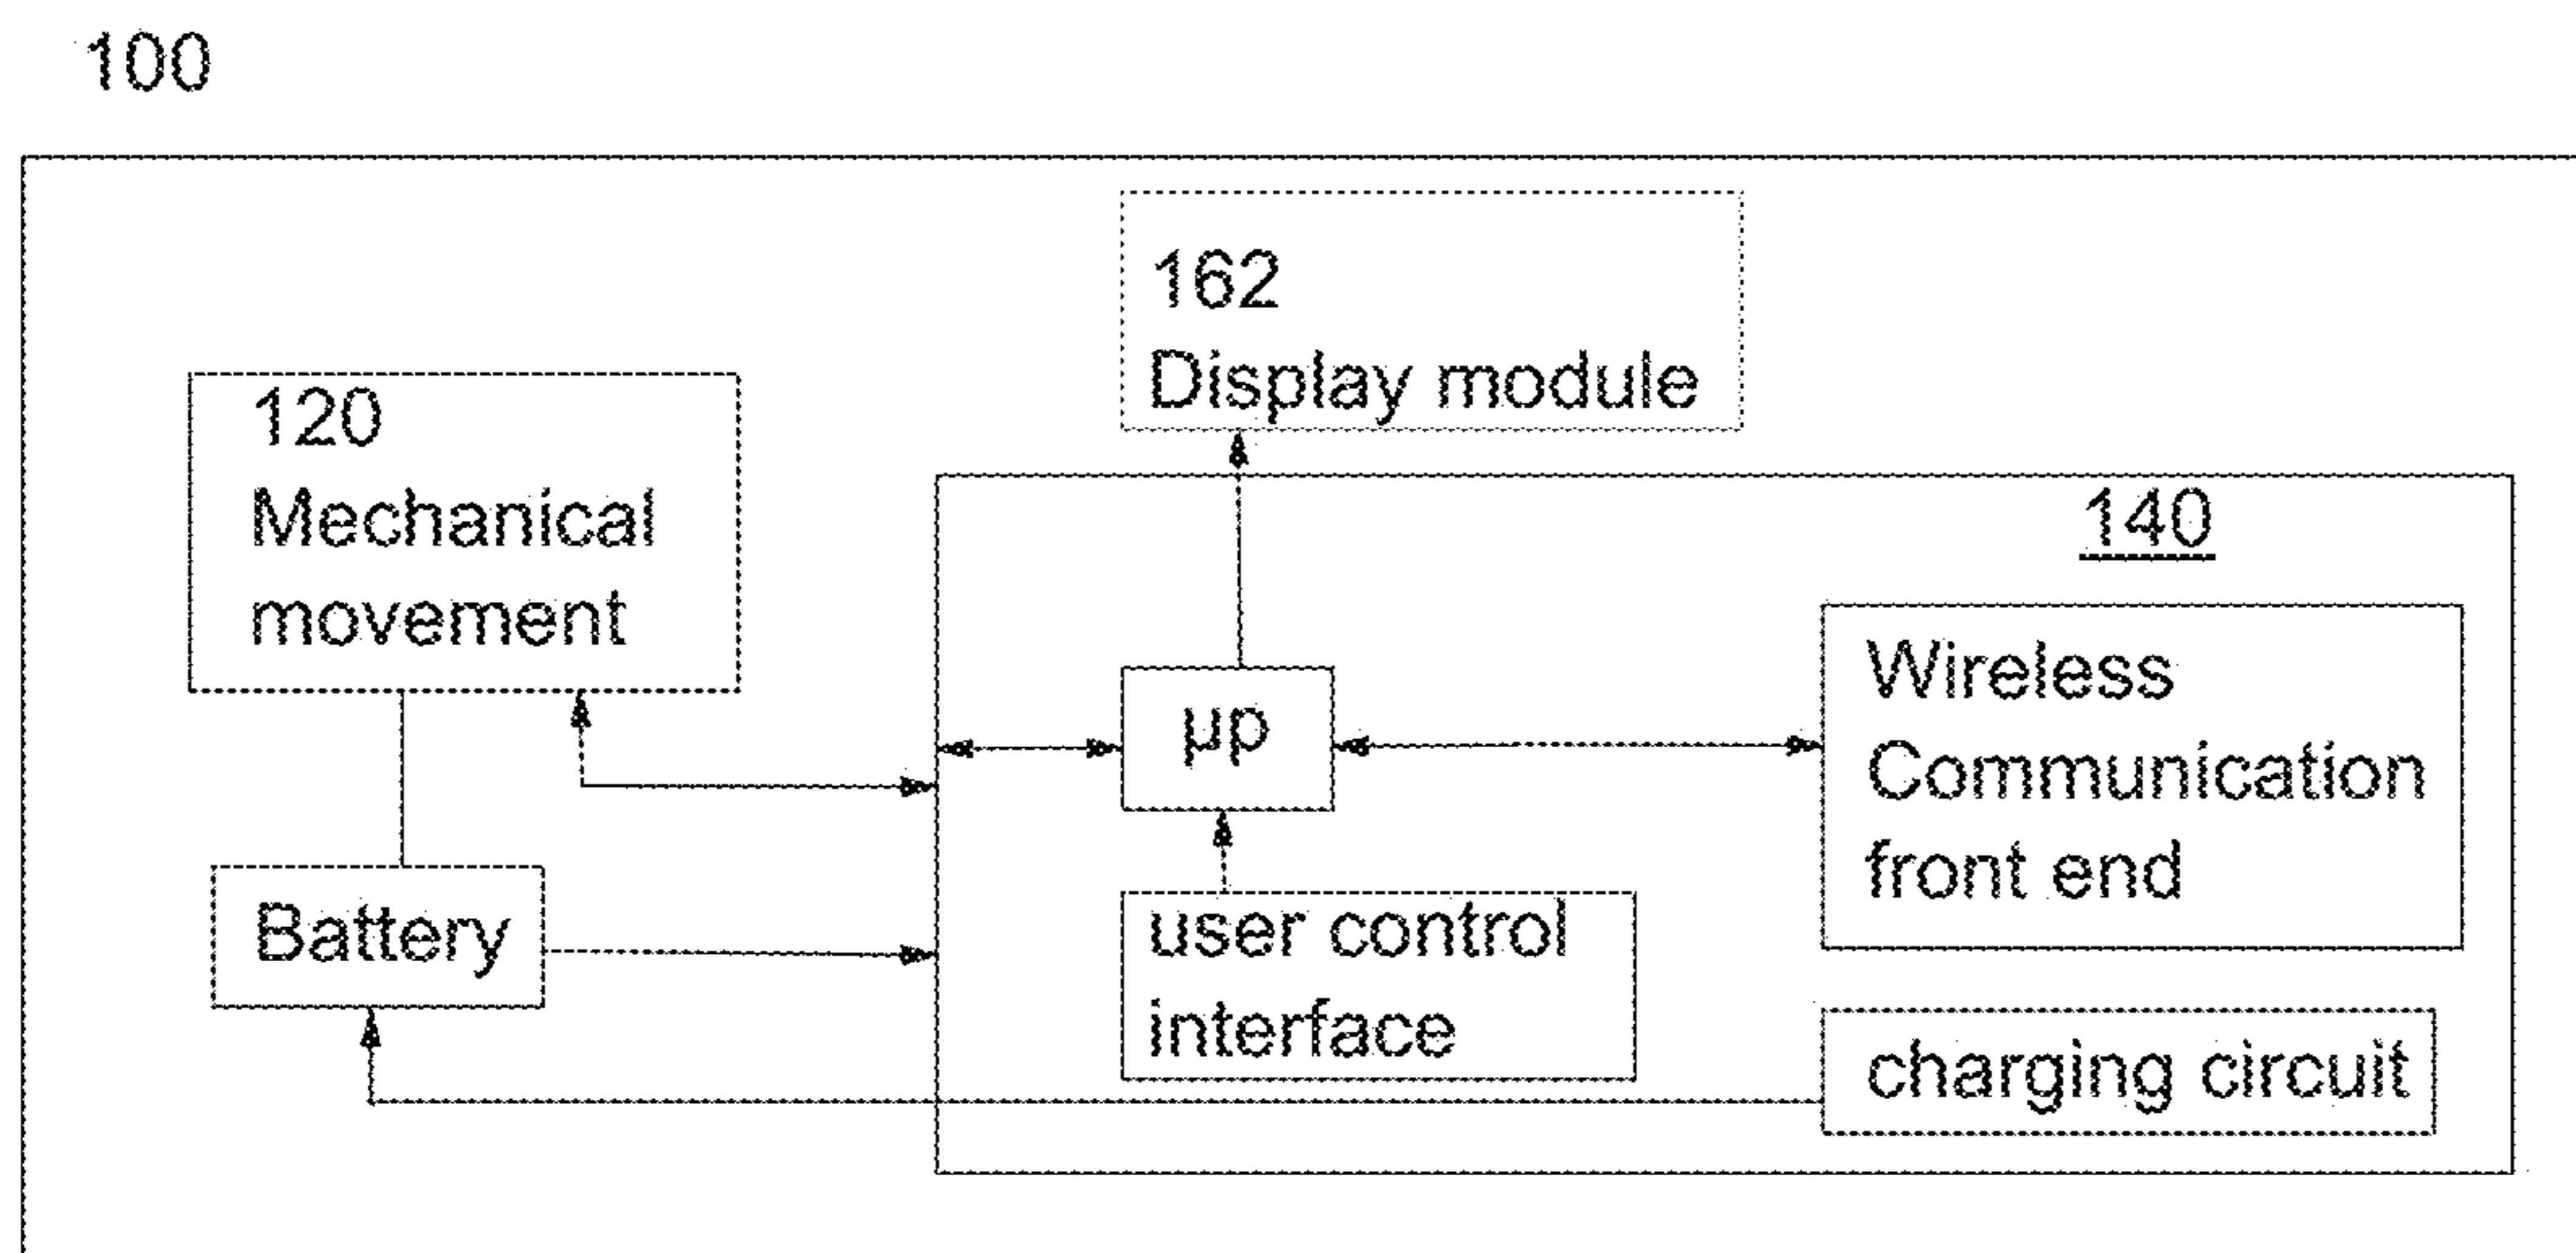 100
162
Display module
120
Mechanical
movement
140
µp
Wireless
Communication
front end
Battery
user control
interface
charging circuit